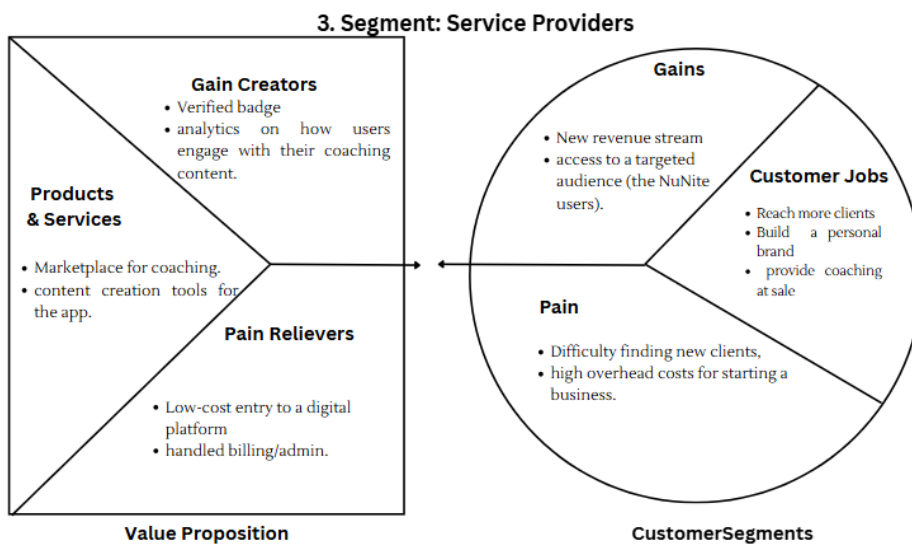 3. Segment: Service Providers
Gain Creators
• Verified badge
• analytics on how users
engage with their coaching
content.
Products
& Services
• Marketplace for coaching.
• content creation tools for
the app.
Pain Relievers
• Low-cost entry to a digital
platform
• handled billing/admin.
Value Proposition
Gains
• New revenue stream
• access to a targeted
audience (the NuNite
users).
Customer Jobs
• Reach more clients
• Build a personal
brand
• provide coaching
at sale
Pain
• Difficulty finding new clients,
• high overhead costs for starting a
business.
CustomerSegments